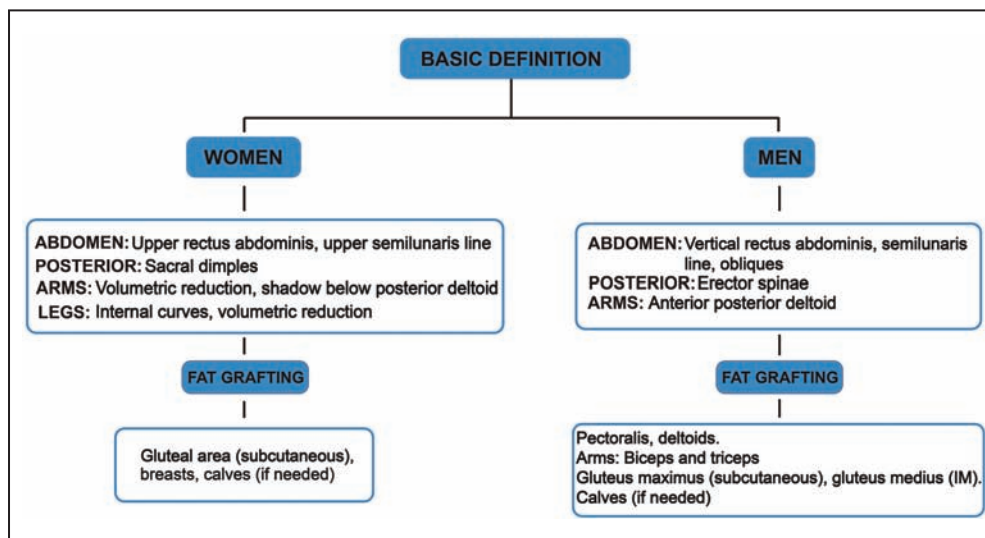 BASIC DEFINITION
WOMEN
ABDOMEN: Upper rectus abdominis, upper semilunaris line
POSTERIOR: Sacral dimples
ARMS: Volumetric reduction, shadow below posterior deltoid
LEGS: Internal curves, volumetric reduction
FAT GRAFTING
Gluteal area (subcutaneous),
breasts, calves (if needed)
MEN
ABDOMEN: Vertical rectus abdominis, semilunaris
line, obliques
POSTERIOR: Erector spinae
ARMS: Anterior posterior deltoid
FAT GRAFTING
Pectoralis, deltoids.
Arms: Biceps and triceps
Gluteus maximus (subcutaneous), gluteus medius (IM).
Calves (if needed)